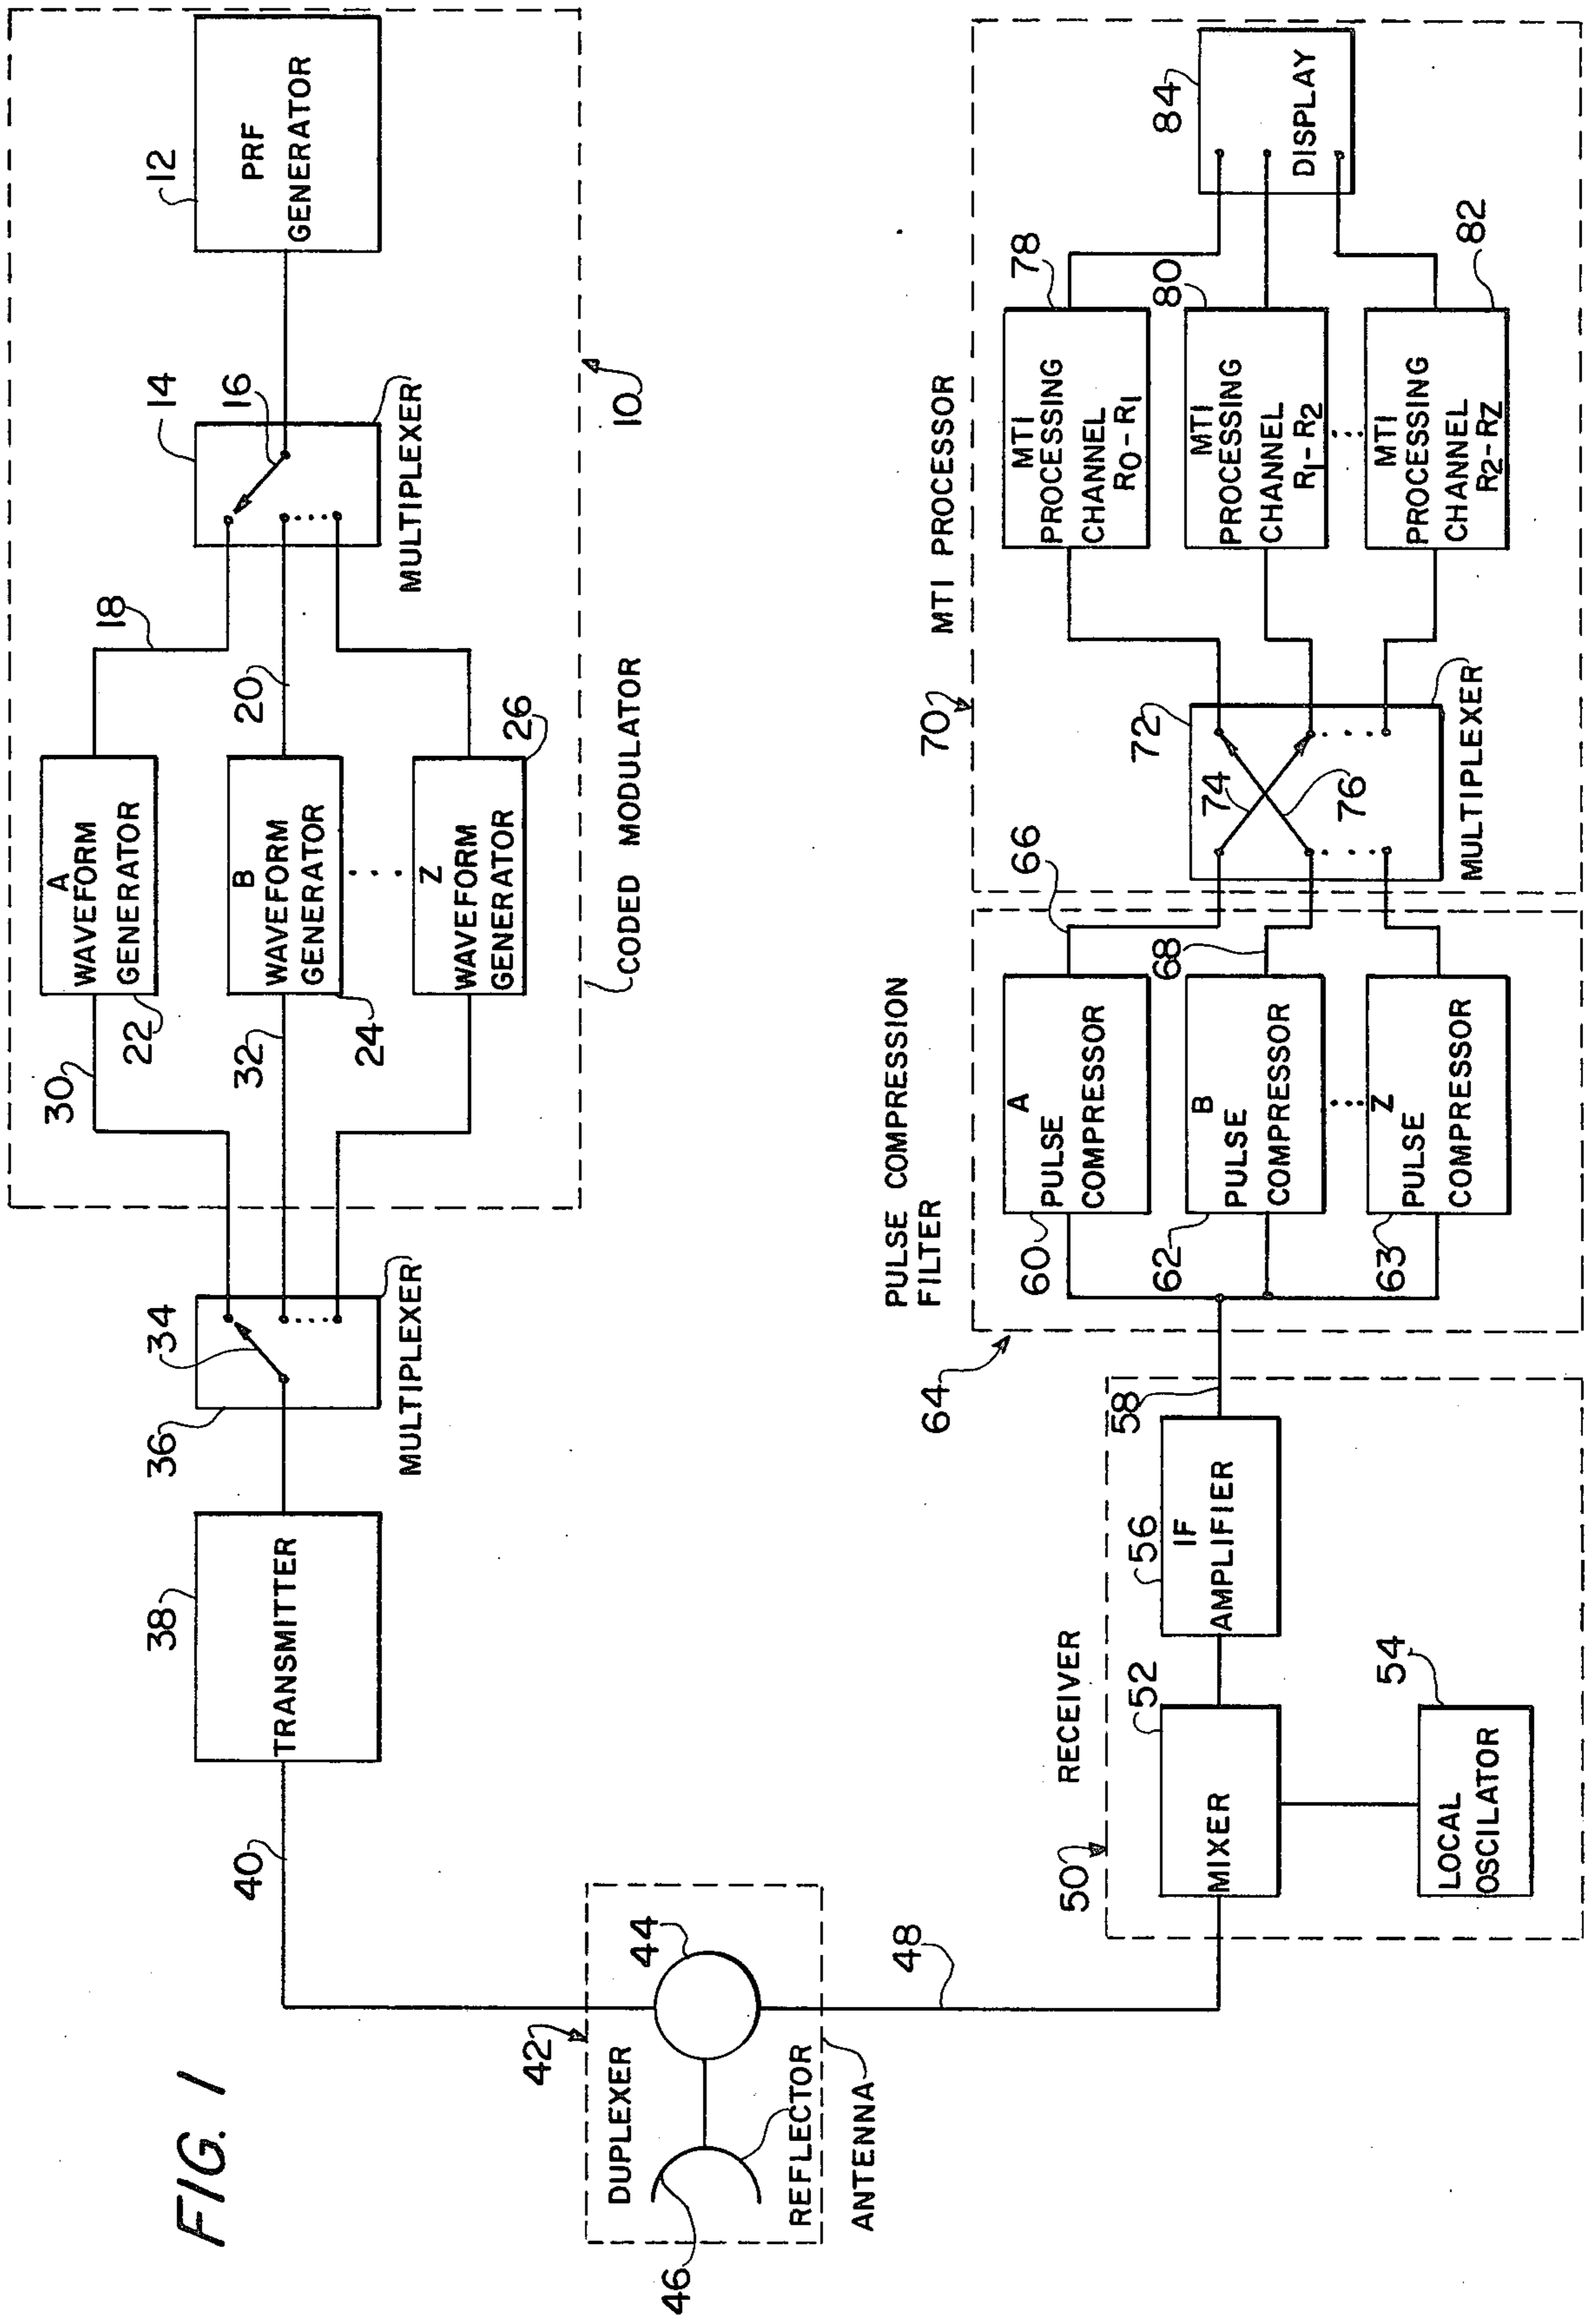 FIG. 1
12
PRF
GENERATOR
14
16
MULTIPLEXER
10
18
20
26
A
WAVEFORM
GENERATOR
22
B
WAVEFORM
GENERATOR
24
Z
WAVEFORM
GENERATOR
CODED MODULATOR
30
32
34
36
MULTIPLEXER
38
TRANSMITTER
40
42
44
DUPLEXER
REFLECTOR
46
ANTENNA
48
50
RECEIVER
52
MIXER
54
LOCAL
OSCILATOR
56
IF
AMPLIFIER
58
64
PULSE COMPRESSION
FILTER
60
A
PULSE
COMPRESSOR
62
B
PULSE
COMPRESSOR
63
Z
PULSE
COMPRESSOR
66
68
70
MTI PROCESSOR
72
74
76
MULTIPLEXER
78
MTI
PROCESSING
CHANNEL
R0-R1
80
MTI
PROCESSING
CHANNEL
R1-R2
82
MTI
PROCESSING
CHANNEL
R2-RZ
84
DISPLAY